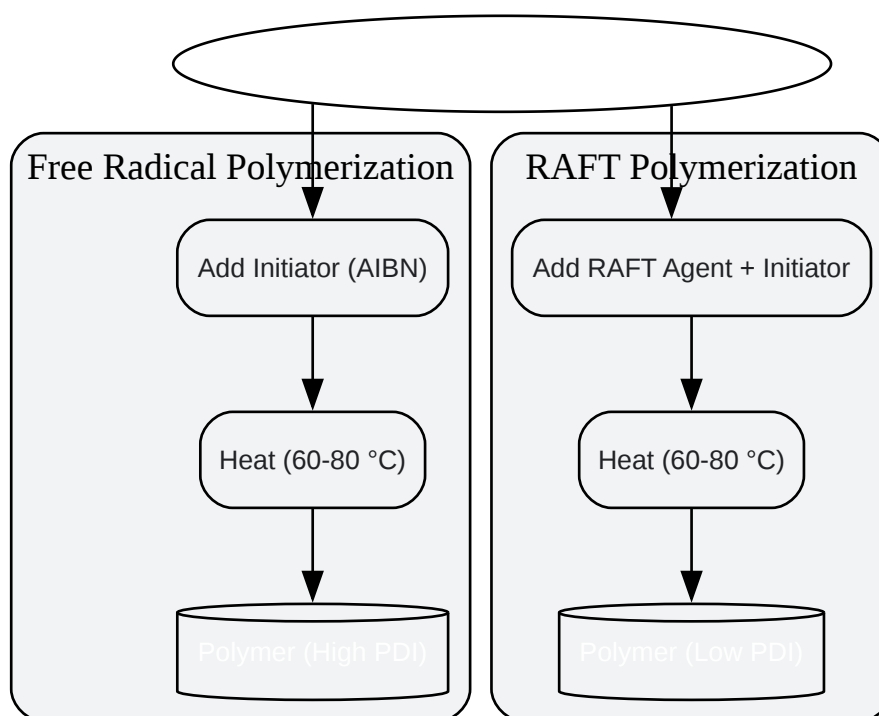 Free Radical Polymerization
RAFT Polymerization
Add Initiator (AIBN)
Add RAFT Agent + Initiator
Heat (60-80 °C)
Heat (60-80 °C)
Polymer (High PDI)
Polymer (Low PDI)